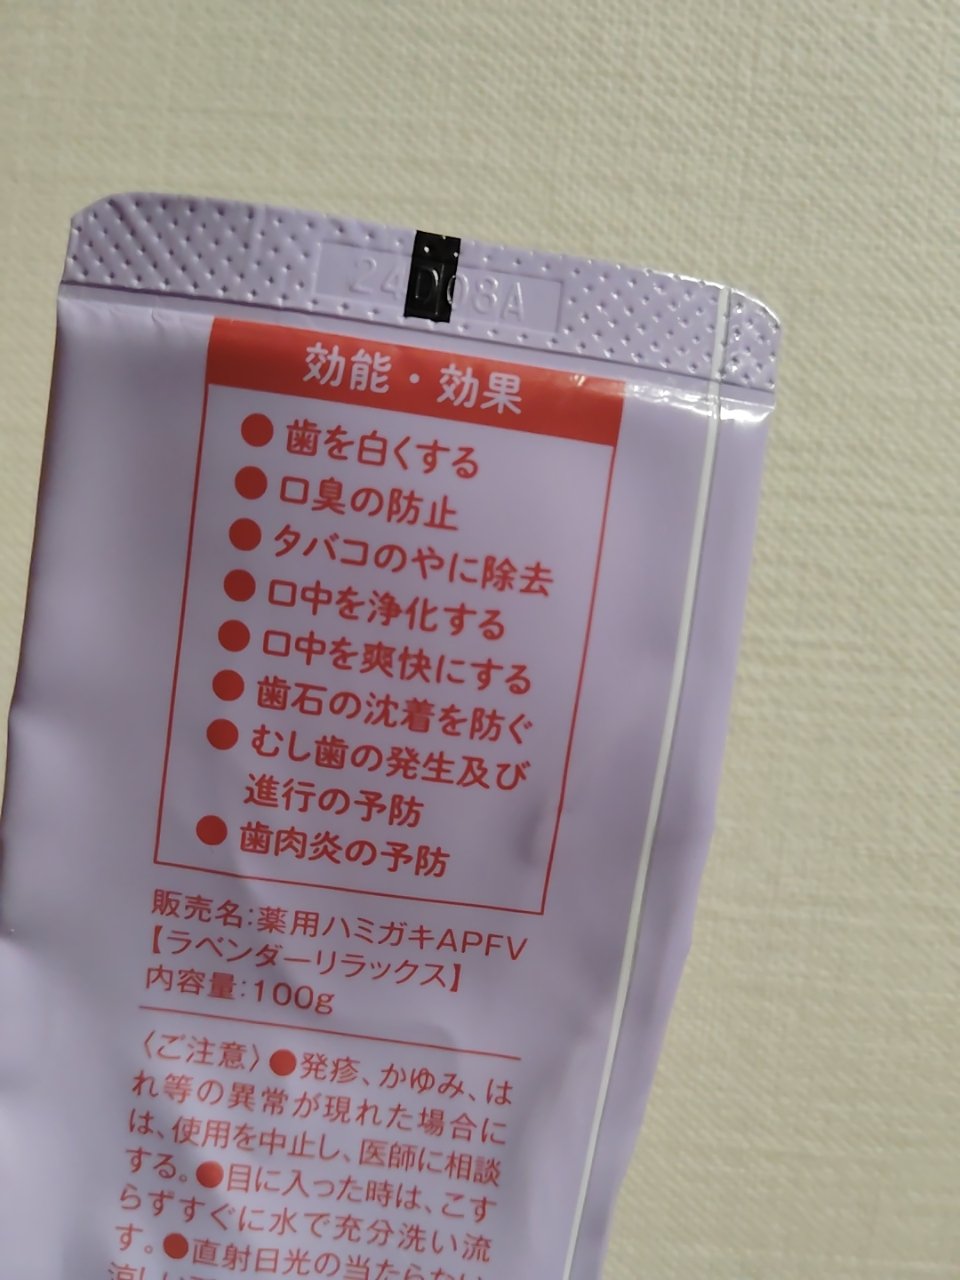 24D08A
効能・効果
●歯を白くする
●口臭の防止
●タバコのやに除去
●口中を浄化する
●口中を爽快にする
●歯石の沈着を防ぐ
●むし歯の発生及び
進行の予防
●歯肉炎の予防
販売名:薬用ハミガキAPFV
【ラベンダーリラックス】
内容量:100g
〈ご注意〉●発疹、かゆみ、は
れ等の異常が現れた場合に
は、使用を中止し、医師に相談
する。●目に入った時は、こす
らずすぐに水で充分洗い流
す。●直射日光の当たらない